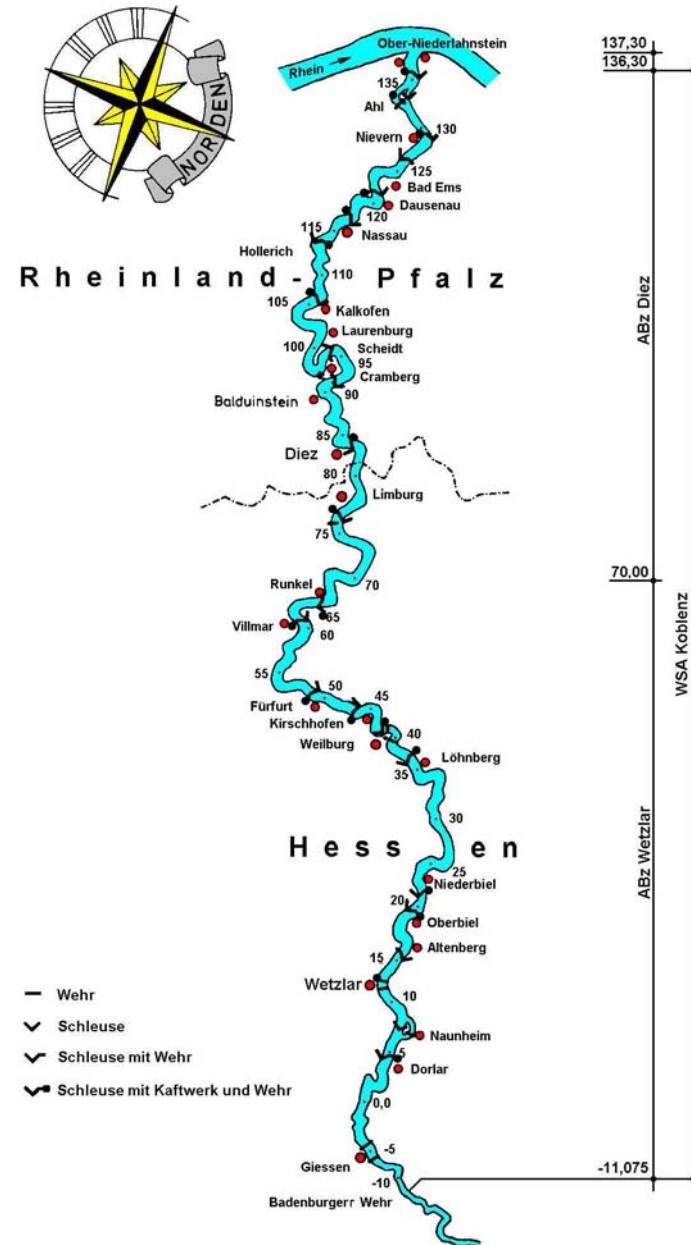 NORDEN
Ober-Niederlahnstein
Rhein
137,30
136,30
135
Ahl
Nievern
130
125
Bad Ems
Dausenau
120
Nassau
115
Hollerich
110
Rheinland-Pfalz
105
Kalkofen
Laurenburg
100
Scheidt
95
Cramberg
90
Balduinstein
85
Diez
80
Limburg
75
70
70,00
Runkel
65
Villmar
60
55
50
45
Fürfurt
Kirschhofen
40
Weilburg
35
Löhnberg
30
Hessen
25
Niederbiel
20
Oberbiel
Altenberg
15
Wetzlar
10
Naunheim
5
Dorlar
0,0
-5
Giessen
-10
Badenburgerr Wehr
-11,075
ABz Diez
WSA Koblenz
ABz Wetzlar
Wehr
Schleuse
Schleuse mit Wehr
Schleuse mit Kaftwerk und Wehr